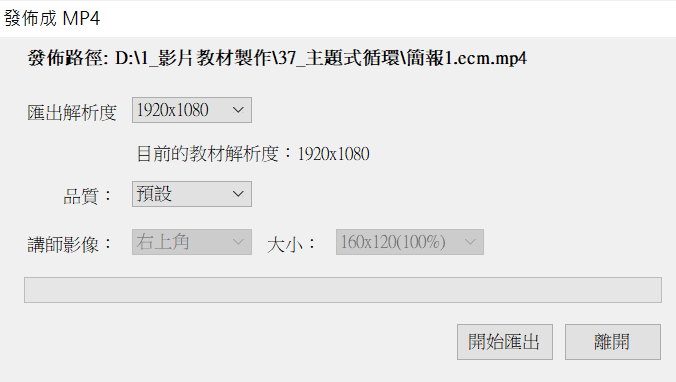 發佈成 MP4
發佈路徑: D:\1_影片教材製作\37_主題式循環\簡報1.ecm.mp4
匯出解析度 1920x1080
目前的教材解析度：1920x1080
品質： 預設
講師影像： 右上角 大小： 160x120(100%)
開始匯出 離開